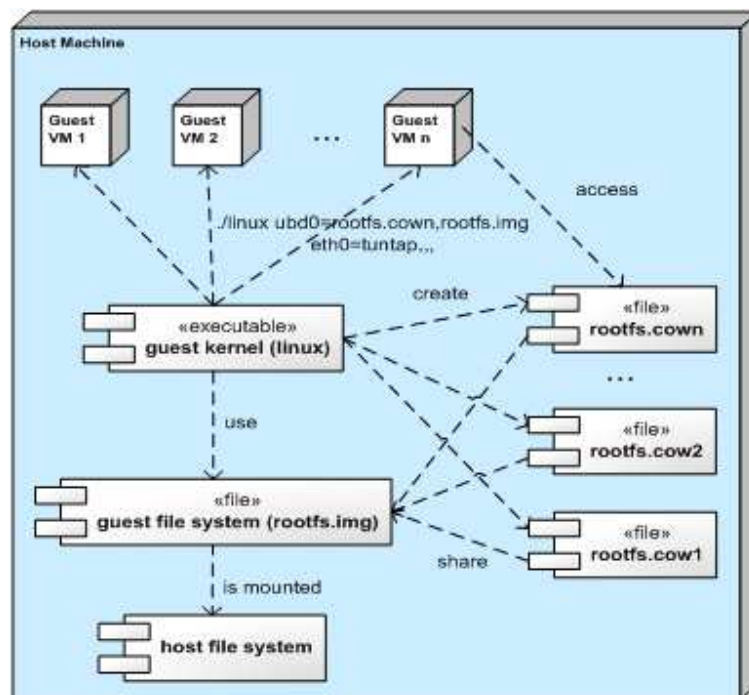 Host Machine
Guest
VM 1
Guest
VM 2
...
Guest
VM n
access
./linux ubd0=rootfs.cown,rootfs.img
eth0=tuntap,,,
create
«file»
rootfs.cown
«executable»
guest kernel (linux)
...
use
«file»
rootfs.cow2
«file»
guest file system (rootfs.img)
«file»
rootfs.cow1
share
is mounted
host file system